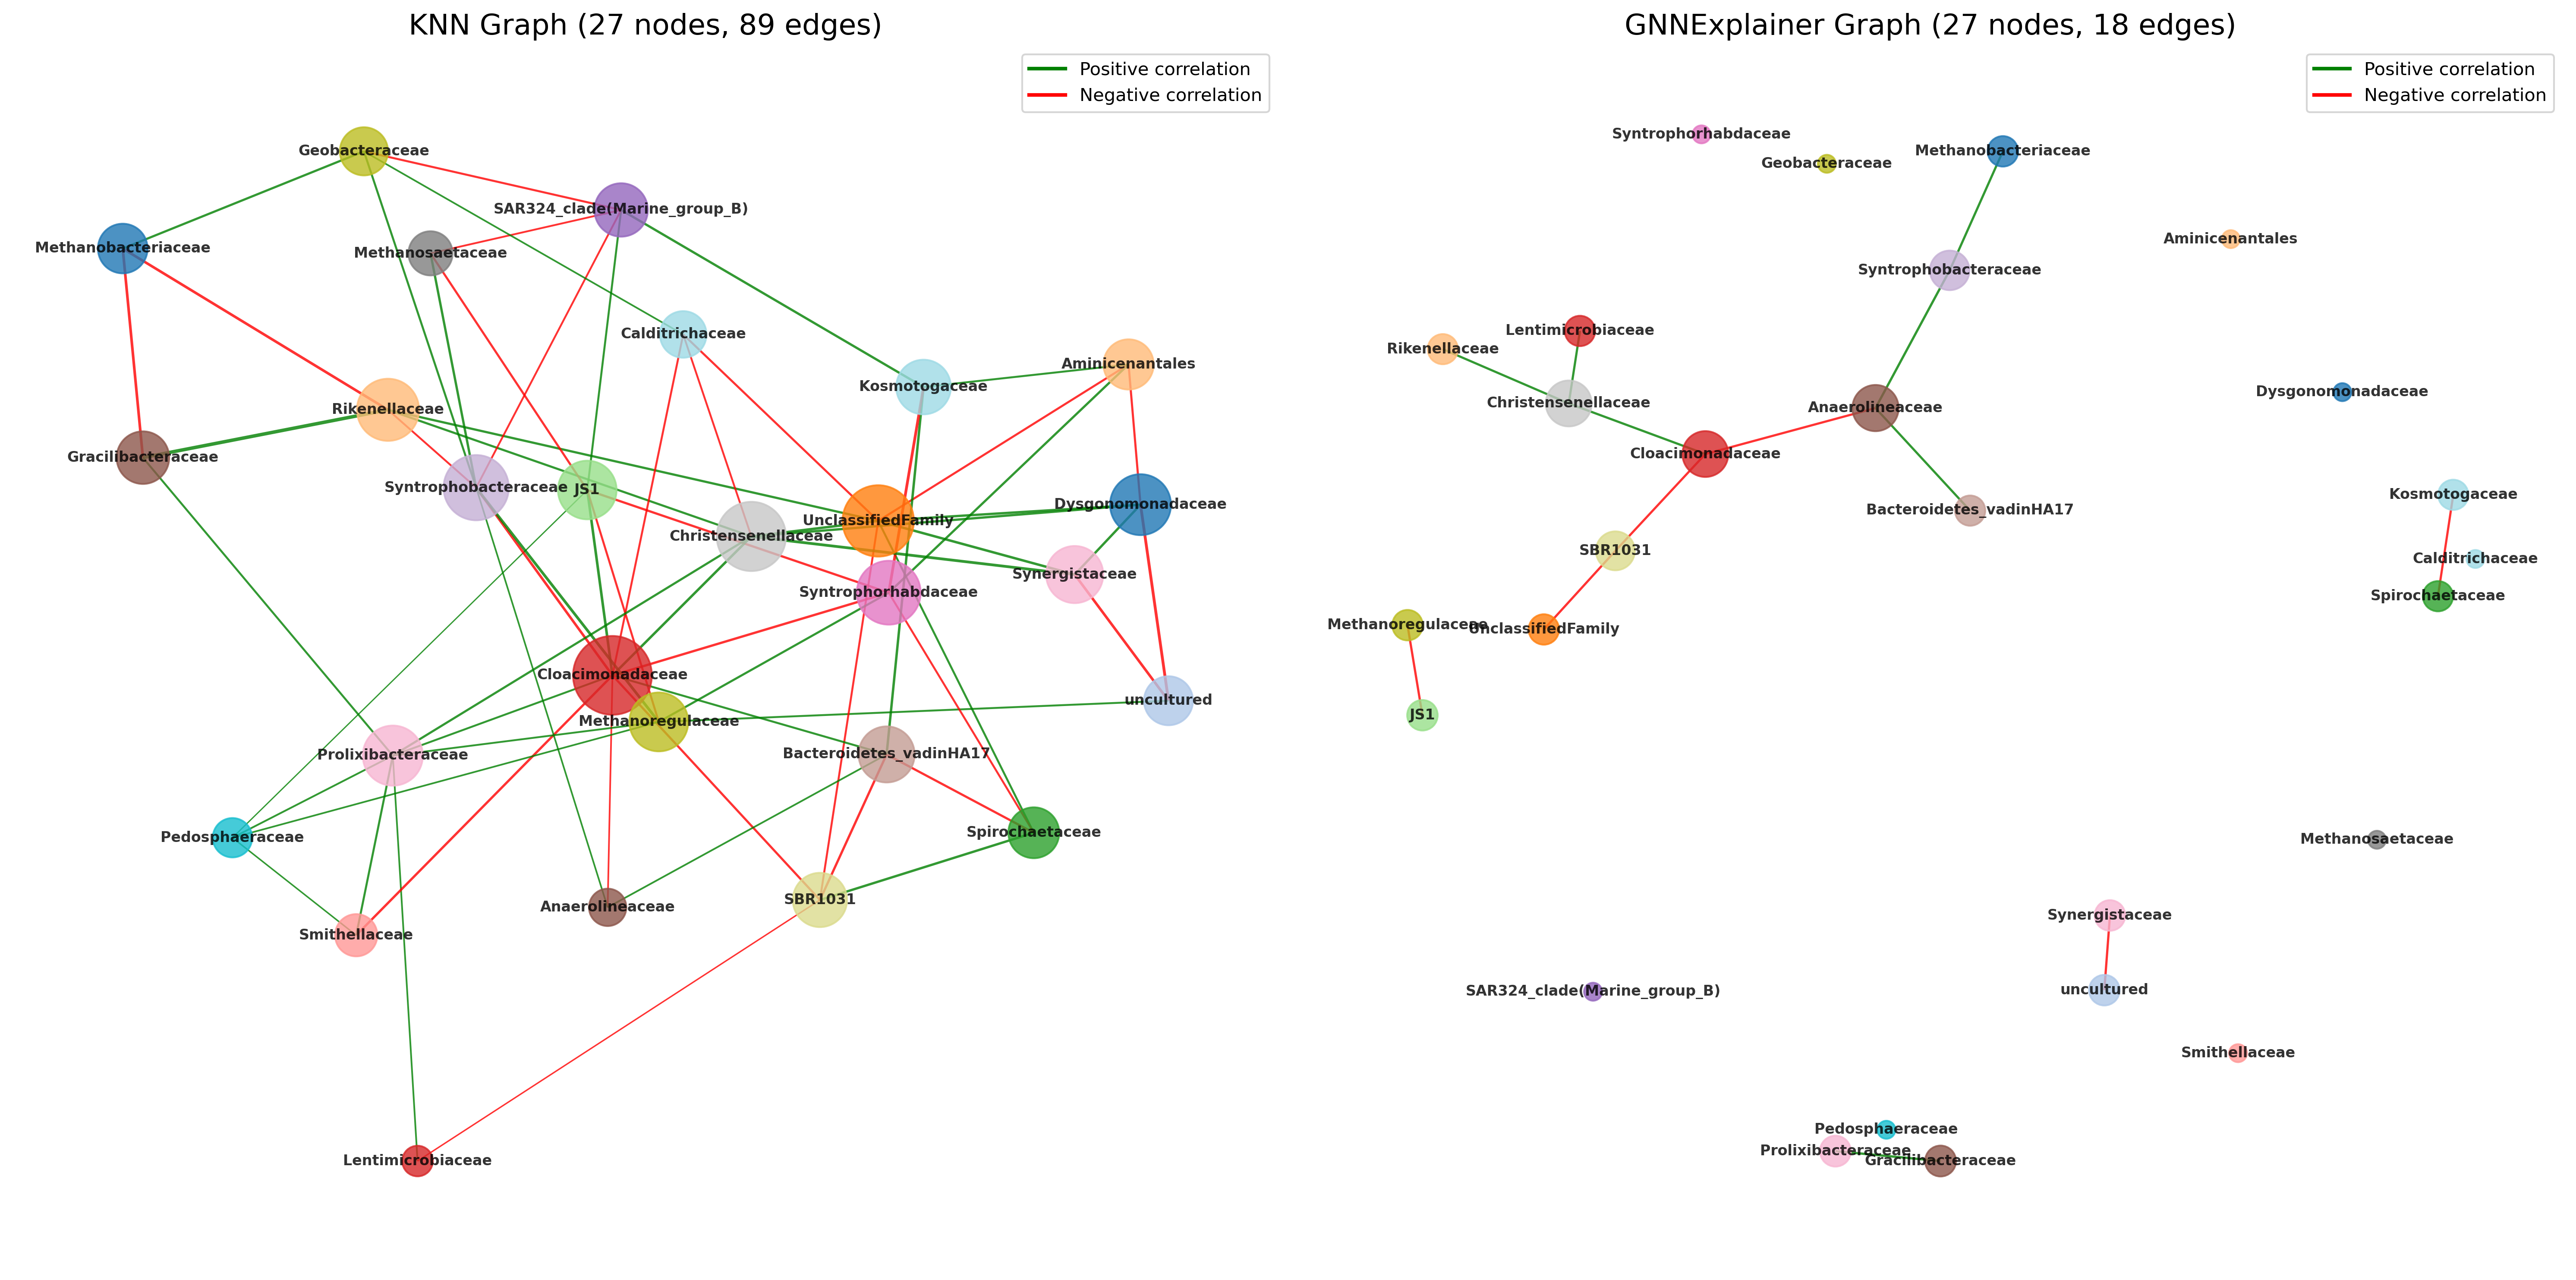 KNN Graph (27 nodes, 89 edges)
Positive correlation
Negative correlation
Geobacteraceae
SAR324_clade(Marine_group_B)
Methanobacteriaceae
Methanosaetaceae
Calditrichaceae
Aminicenantales
Kosmotogaceae
Rikenellaceae
Gracilibacteraceae
Syntrophobacteraceae
JS1
Dysgonomonadaceae
UnclassifiedFamily
Christensenellaceae
Synergistaceae
Syntrophorhabdaceae
Cloacimonadaceae
uncultured
Methanoregulaceae
Bacteroidetes_vadinHA17
Prolixibacteraceae
Spirochaetaceae
Pedosphaeraceae
SBR1031
Anaerolineaceae
Smithellaceae
Lentimicrobiaceae
GNNExplainer Graph (27 nodes, 18 edges)
Positive correlation
Negative correlation
Syntrophorhabdaceae
Methanobacteriaceae
Geobacteraceae
Aminicenantales
Syntrophobacteraceae
Lentimicrobiaceae
Rikenellaceae
Dysgonomonadaceae
Christensenellaceae
Anaerolineaceae
Cloacimonadaceae
Kosmotogaceae
Bacteroidetes_vadinHA17
SBR1031
Calditrichaceae
Spirochaetaceae
Methanoregulaceae
UnclassifiedFamily
JS1
Methanosaetaceae
Synergistaceae
uncultured
SAR324_clade(Marine_group_B)
Smithellaceae
Pedosphaeraceae
Prolixibacteraceae
Gracilibacteraceae